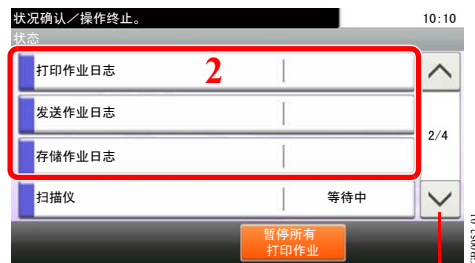 状况确认／操作终止。 10:10
状态
打印作业日志 2
发送作业日志
存储作业日志
2/4
扫描仪 等待中
暂停所有
打印作业